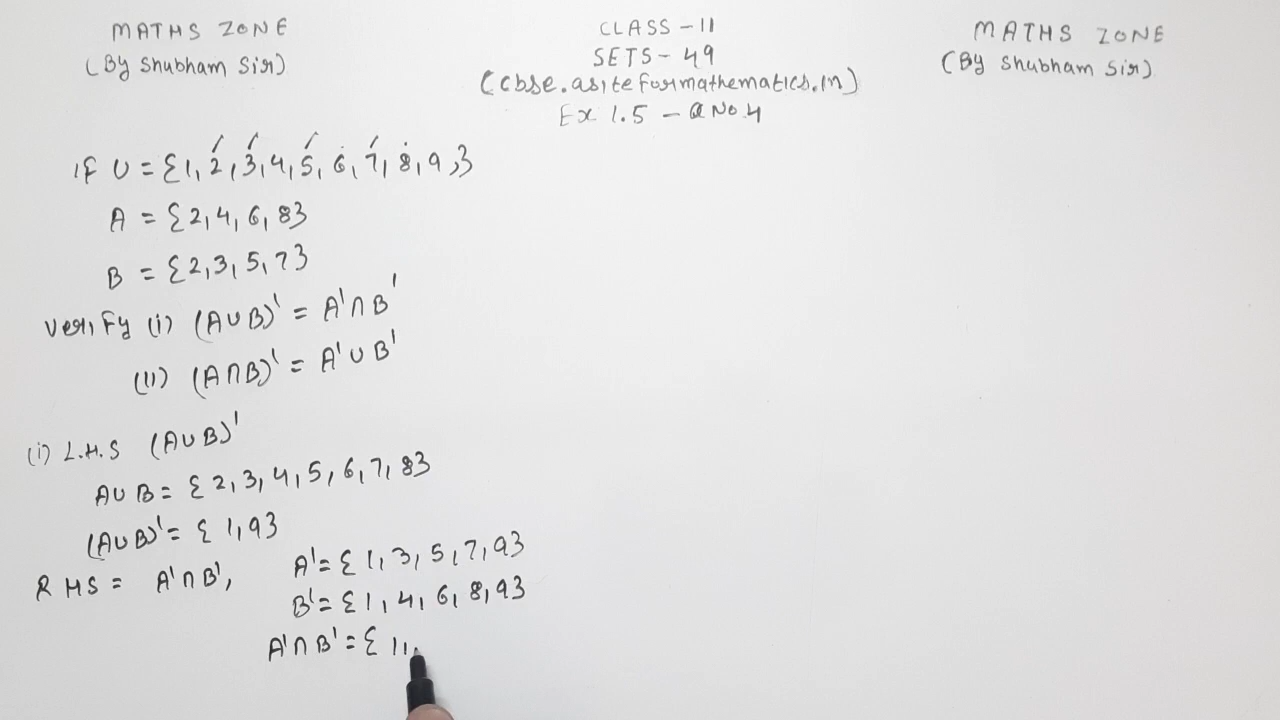 MATHS ZONE
(By Shubham Sir)
CLASS - 11
SETS - 49
(cbse.asiteformathematics.in)
Ex 1.5 - Q No.4
MATHS ZONE
(By Shubham Sir)
If U = {1, 2, 3, 4, 5, 6, 7, 8, 9, }
A = {2, 4, 6, 8}
B = {2, 3, 5, 7}
Verify (i) (A∪B)' = A'∩B'
(ii) (A∩B)' = A'∪B'
(i) L.H.S (A∪B)'
A∪B = {2, 3, 4, 5, 6, 7, 8}
(A∪B)' = {1, 9}
RHS = A'∩B', A' = {1, 3, 5, 7, 9}
B' = {1, 4, 6, 8, 9}
A'∩B' = {1,